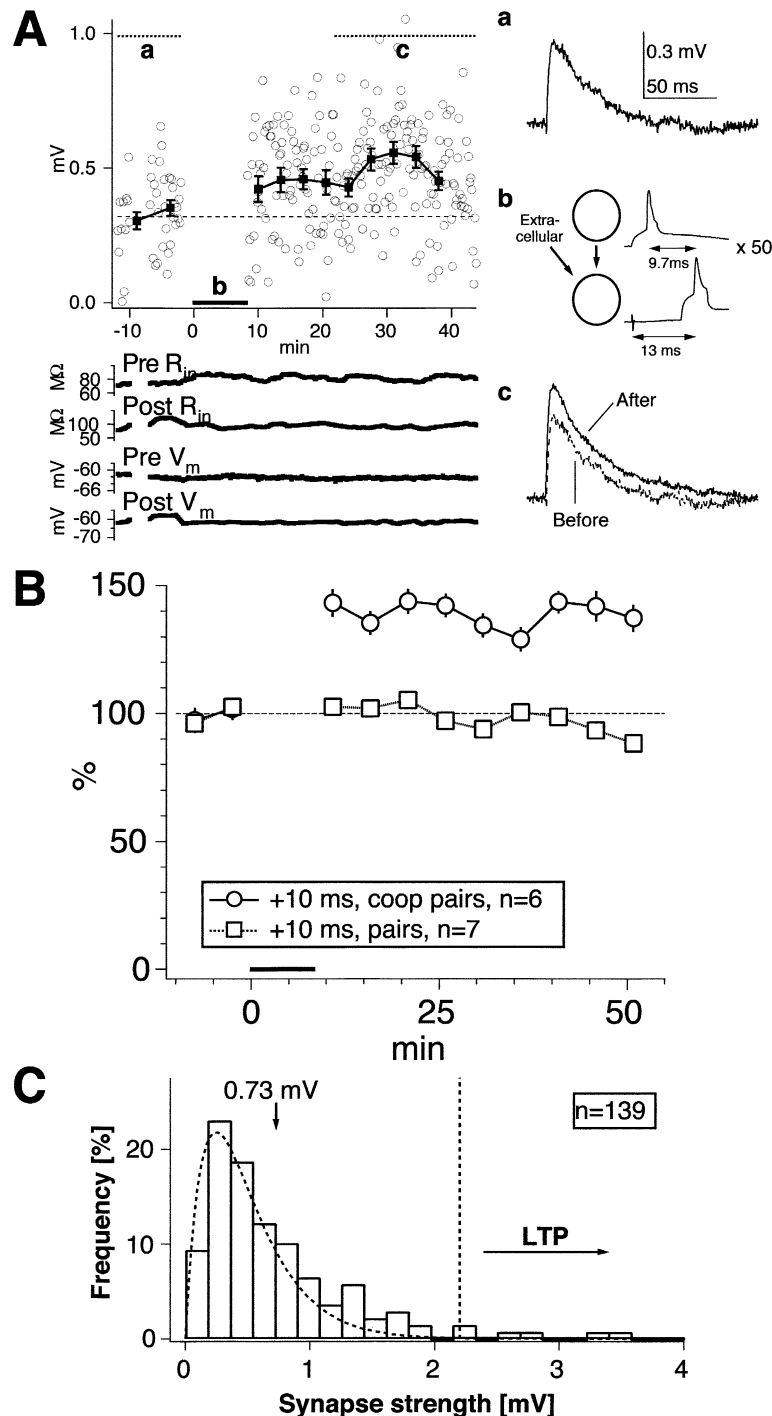 A
1.0
a
c
mV
0.5
b
0.0
-10 0 10 20 30 40
min
Pre Rin
MΩ
80
60
Post Rin
MΩ
100
50
Pre Vm
mV
-60
-66
Post Vm
mV
-60
-70
a
0.3 mV
50 ms
b
Extra-
cellular
x 50
9.7ms
13 ms
c
After
Before
B
150
100
%
50
+10 ms, coop pairs, n=6
+10 ms, pairs, n=7
0
0 25 50
min
C
0.73 mV
n=139
20
Frequency [%]
LTP
10
0
0 1 2 3 4
Synapse strength [mV]